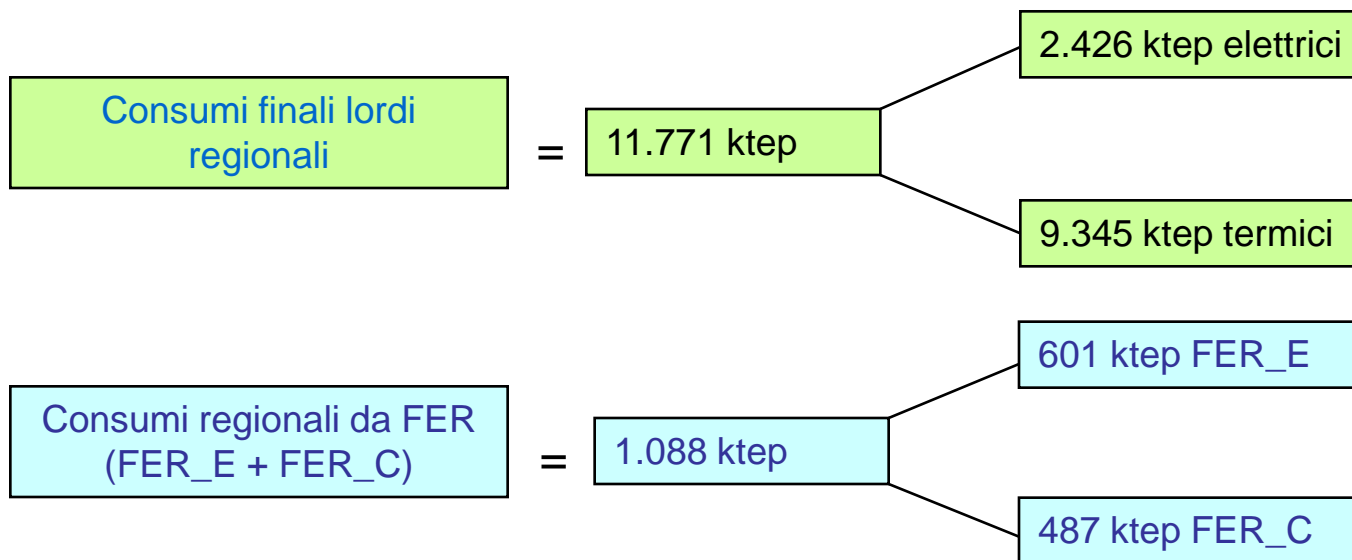 Consumi finali lordi
regionali
=
11.771 ktep
2.426 ktep elettrici
9.345 ktep termici
Consumi regionali da FER
(FER_E + FER_C)
=
1.088 ktep
601 ktep FER_E
487 ktep FER_C